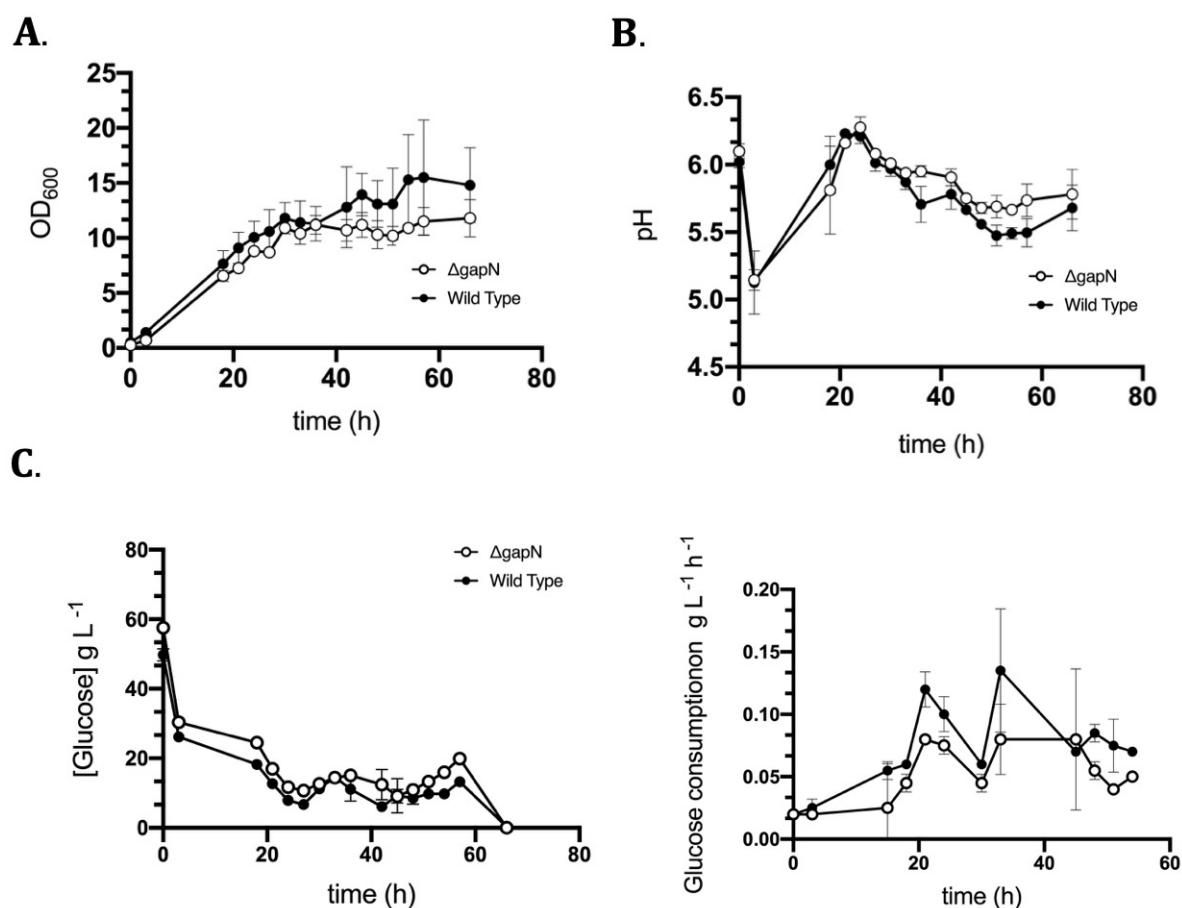 A.
25
20
15
10
5
0
OD600
0 20 40 60 80
time (h)
ΔgapN
Wild Type
B.
6.5
6.0
5.5
5.0
4.5
pH
0 20 40 60 80
time (h)
ΔgapN
Wild Type
C.
80
60
40
20
0
[Glucose] g L-1
0 20 40 60 80
time (h)
ΔgapN
Wild Type
0.20
0.15
0.10
0.05
0.00
Glucose consumptionon g L-1 h-1
0 20 40 60
time (h)